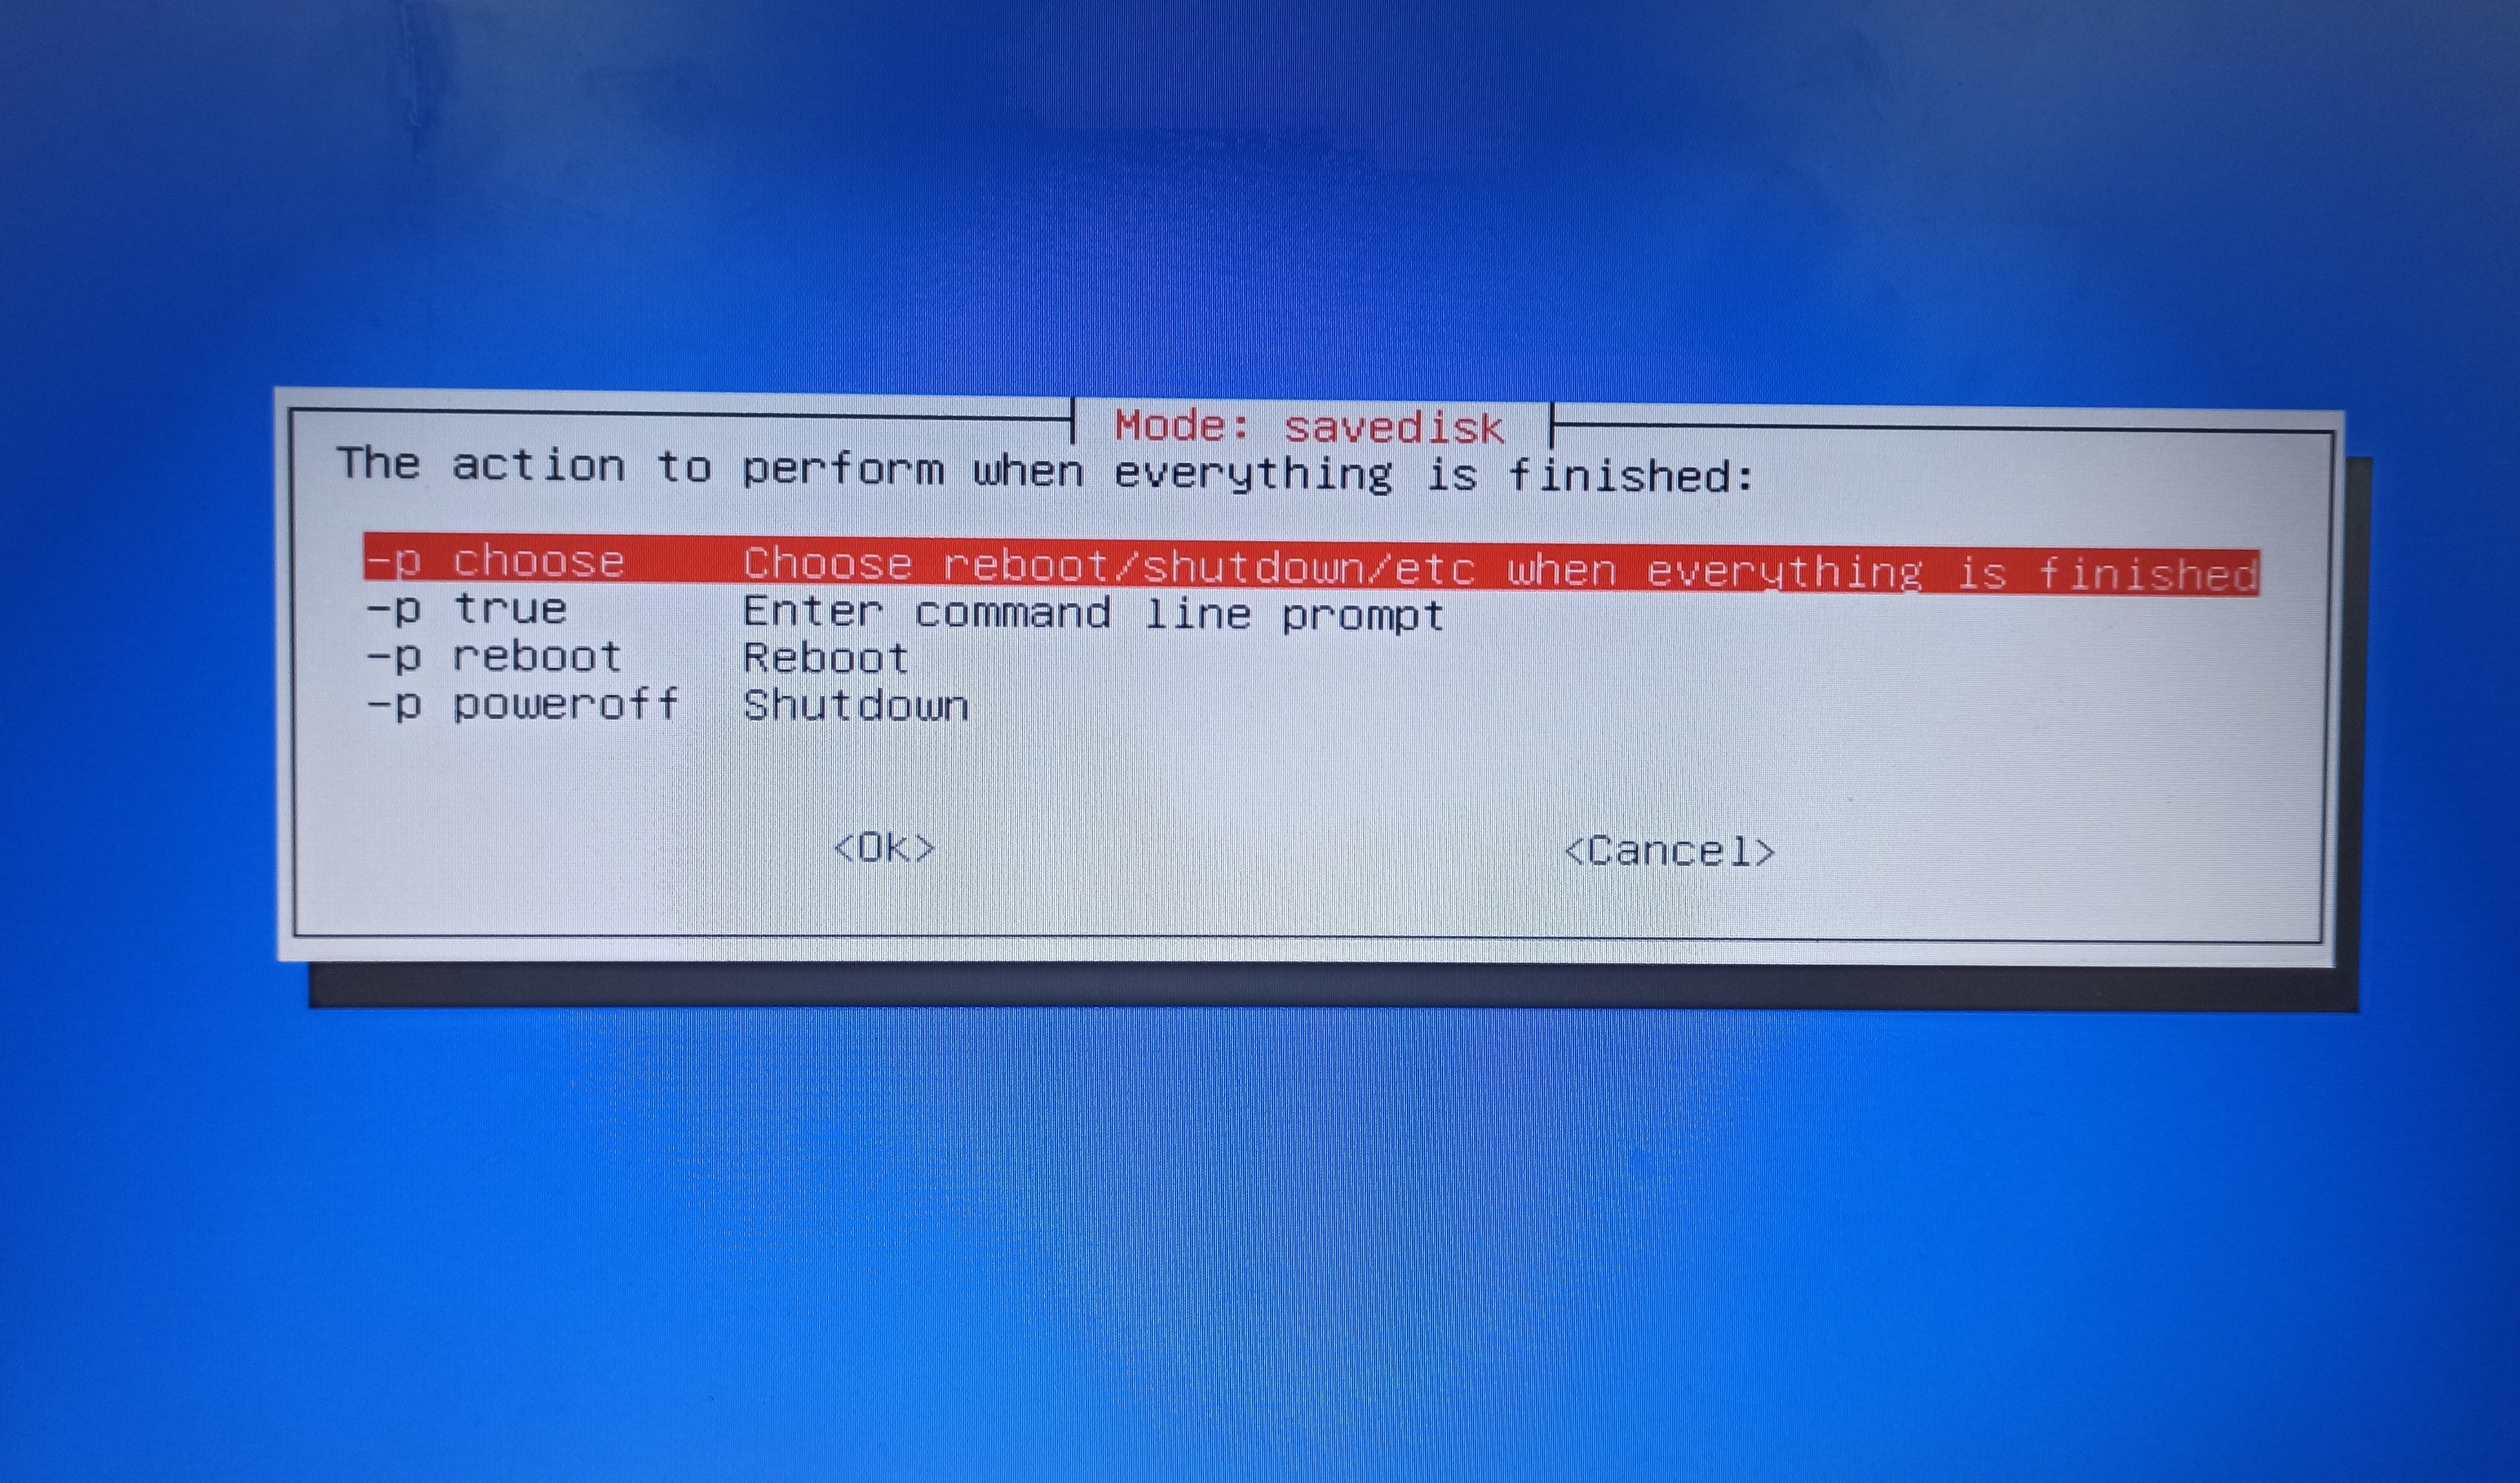 Mode: savedisk
The action to perform when everything is finished:
-p choose Choose reboot/shutdown/etc when everything is finished
-p true Enter command line prompt
-p reboot Reboot
-p poweroff Shutdown
<Ok> <Cancel>